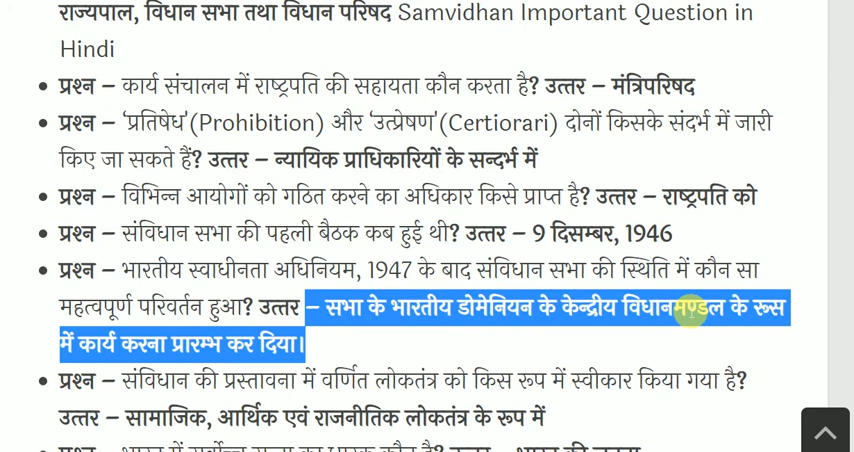 राज्यपाल, विधान सभा तथा विधान परिषद Samvidhan Important Question in
Hindi
प्रश्न – कार्य संचालन में राष्ट्रपति की सहायता कौन करता है? उत्तर – मंत्रिपरिषद
प्रश्न – 'प्रतिषेध'(Prohibition) और 'उत्प्रेषण'(Certiorari) दोनों किसके संदर्भ में जारी
किए जा सकते हैं? उत्तर – न्यायिक प्राधिकारियों के सन्दर्भ में
प्रश्न – विभिन्न आयोगों को गठित करने का अधिकार किसे प्राप्त है? उत्तर – राष्ट्रपति को
प्रश्न – संविधान सभा की पहली बैठक कब हुई थी? उत्तर – 9 दिसम्बर, 1946
प्रश्न – भारतीय स्वाधीनता अधिनियम, 1947 के बाद संविधान सभा की स्थिति में कौन सा
महत्वपूर्ण परिवर्तन हुआ? उत्तर – सभा के भारतीय डोमेनियन के केन्द्रीय विधानमण्डल के रूस
में कार्य करना प्रारम्भ कर दिया।
प्रश्न – संविधान की प्रस्तावना में वर्णित लोकतंत्र को किस रूप में स्वीकार किया गया है?
उत्तर – सामाजिक, आर्थिक एवं राजनीतिक लोकतंत्र के रूप में